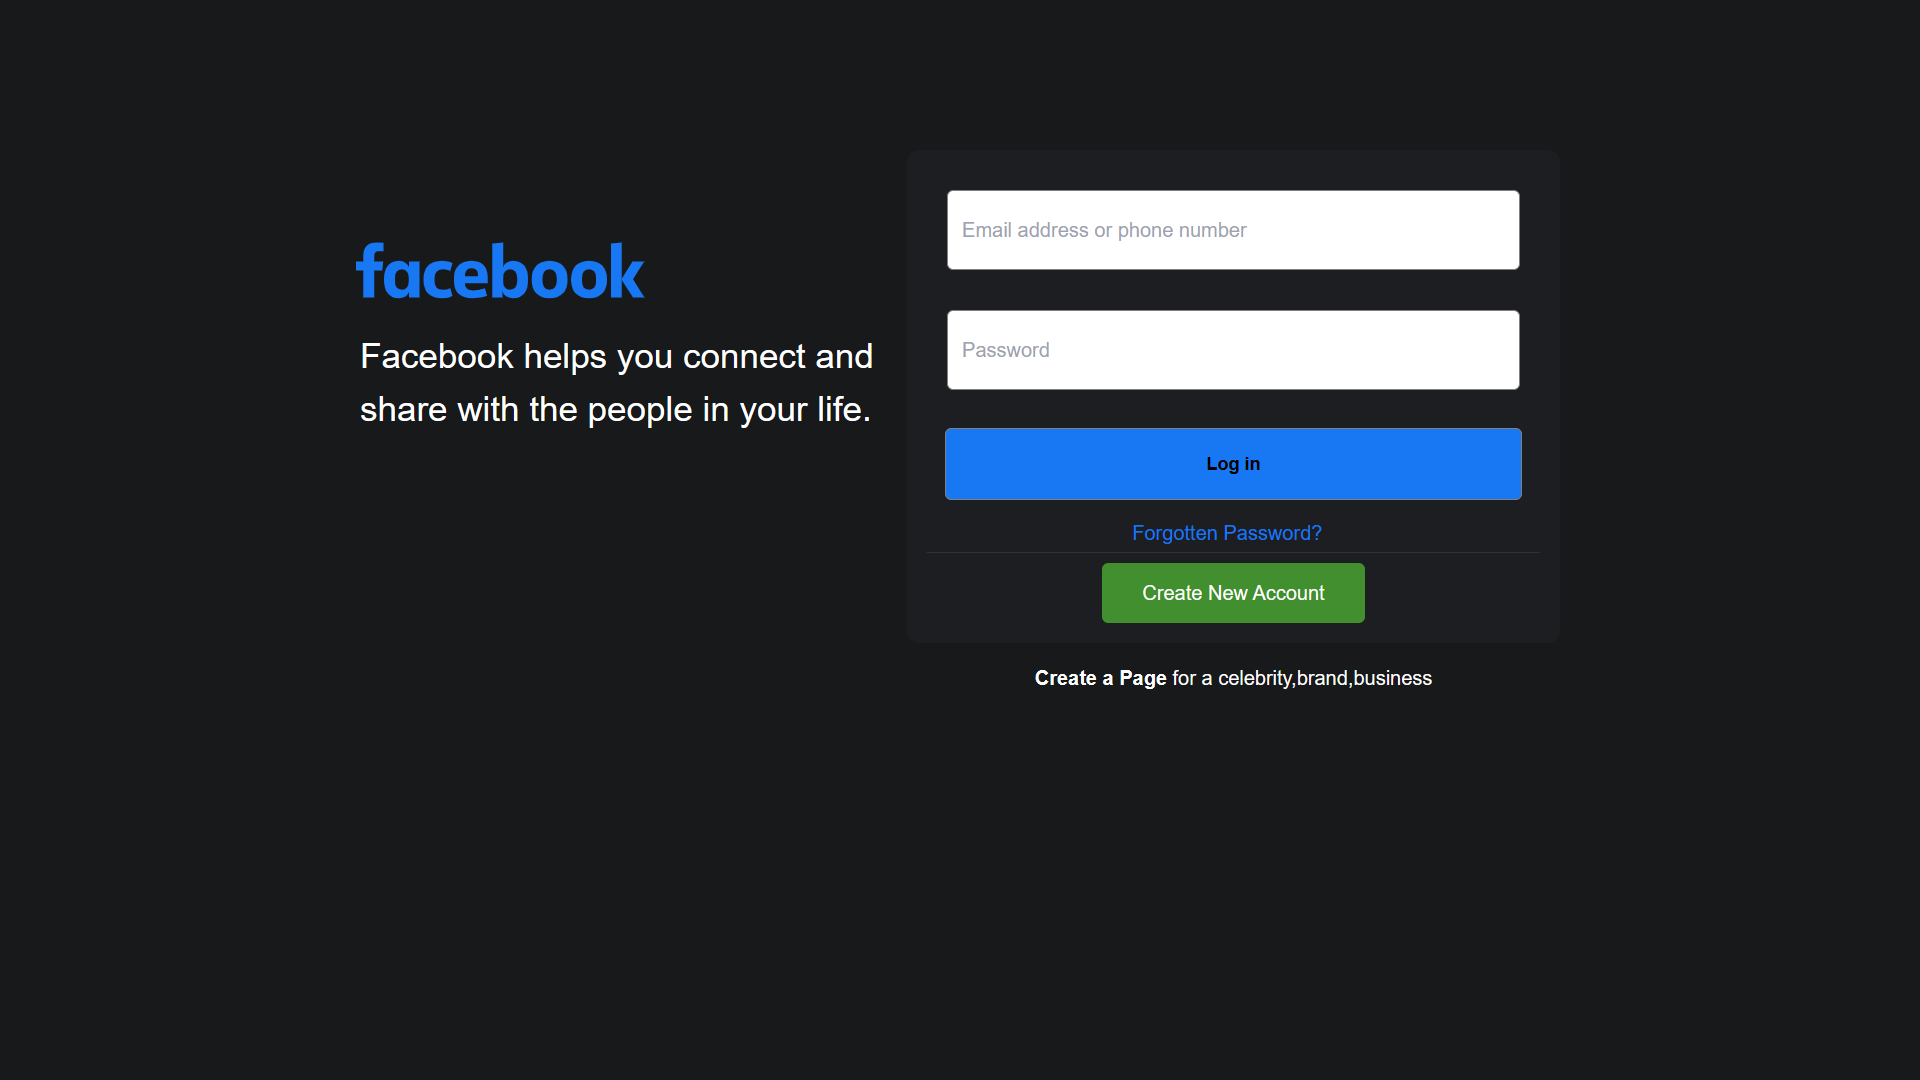 facebook
Facebook helps you connect and
share with the people in your life.
Email address or phone number
Password
Log in
Forgotten Password?
Create New Account
Create a Page for a celebrity,brand,business